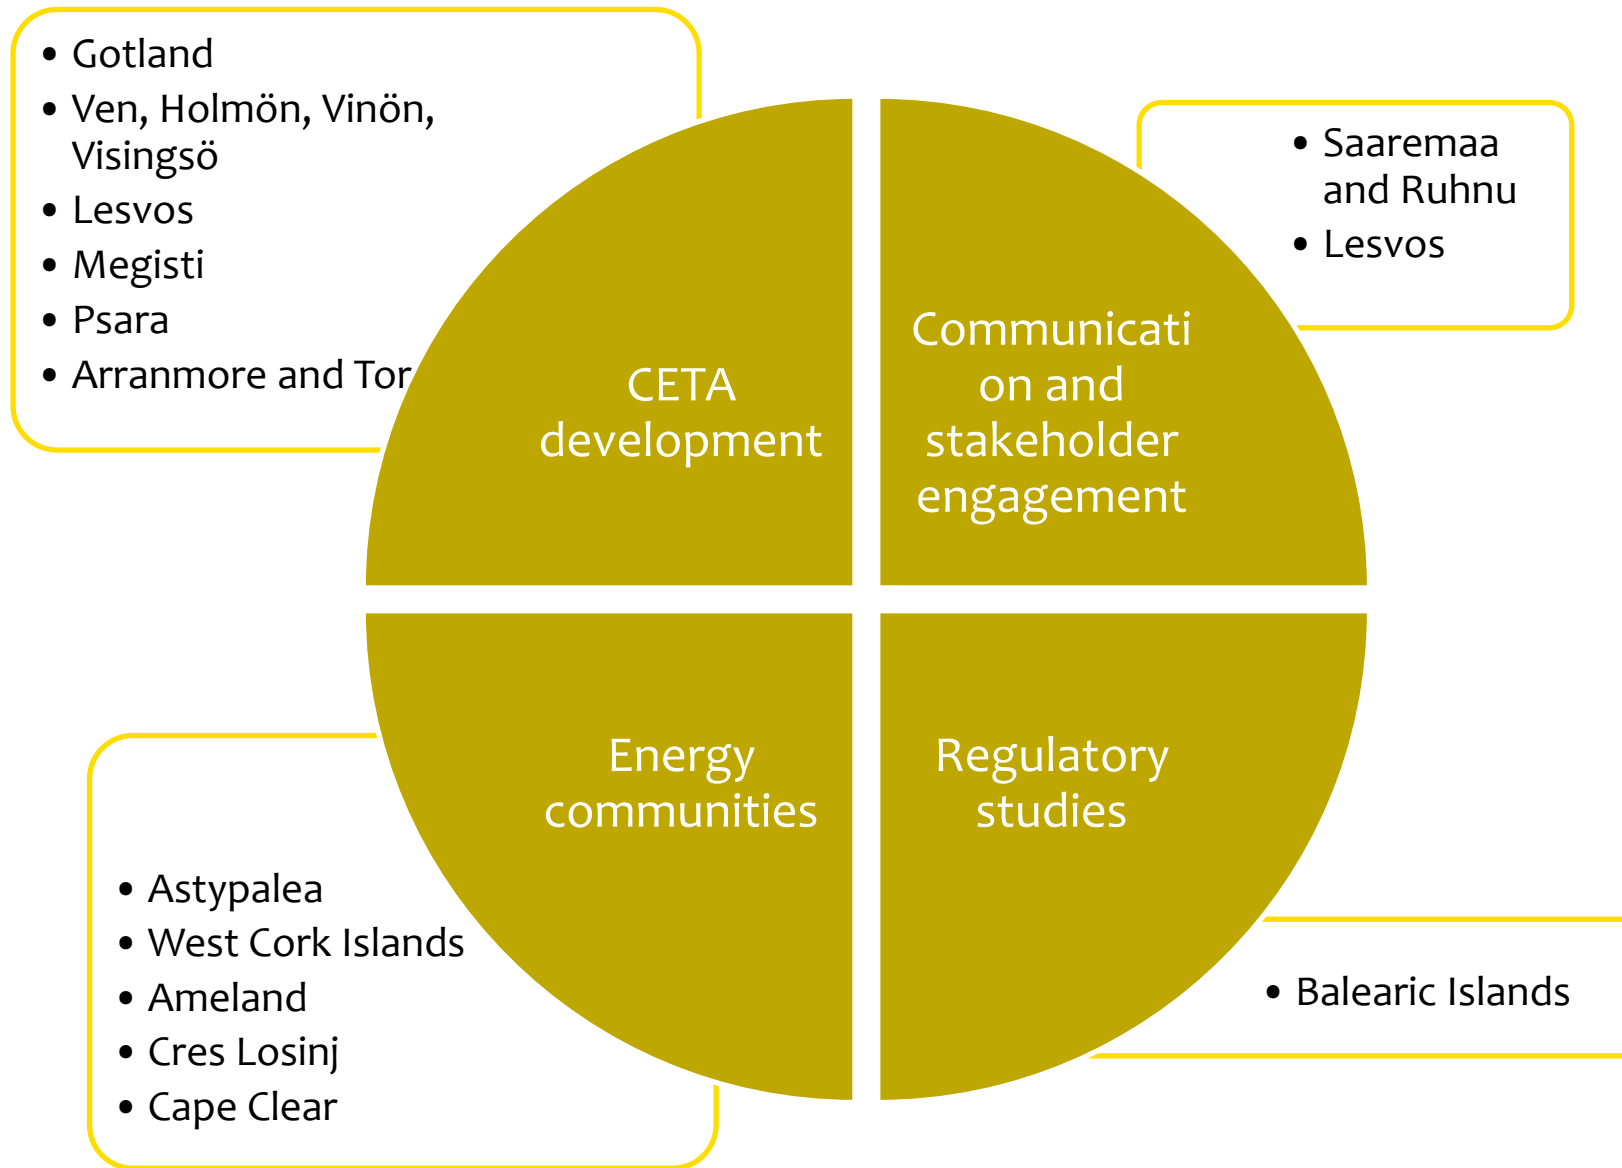 • Gotland
• Ven, Holmön, Vinön,
Visingsö
• Lesvos
• Megisti
• Psara
• Arranmore and Tor
• Saaremaa
and Ruhnu
• Lesvos
CETA
development
Communicati
on and
stakeholder
engagement
Energy
communities
Regulatory
studies
• Astypalea
• West Cork Islands
• Ameland
• Cres Losinj
• Cape Clear
• Balearic Islands